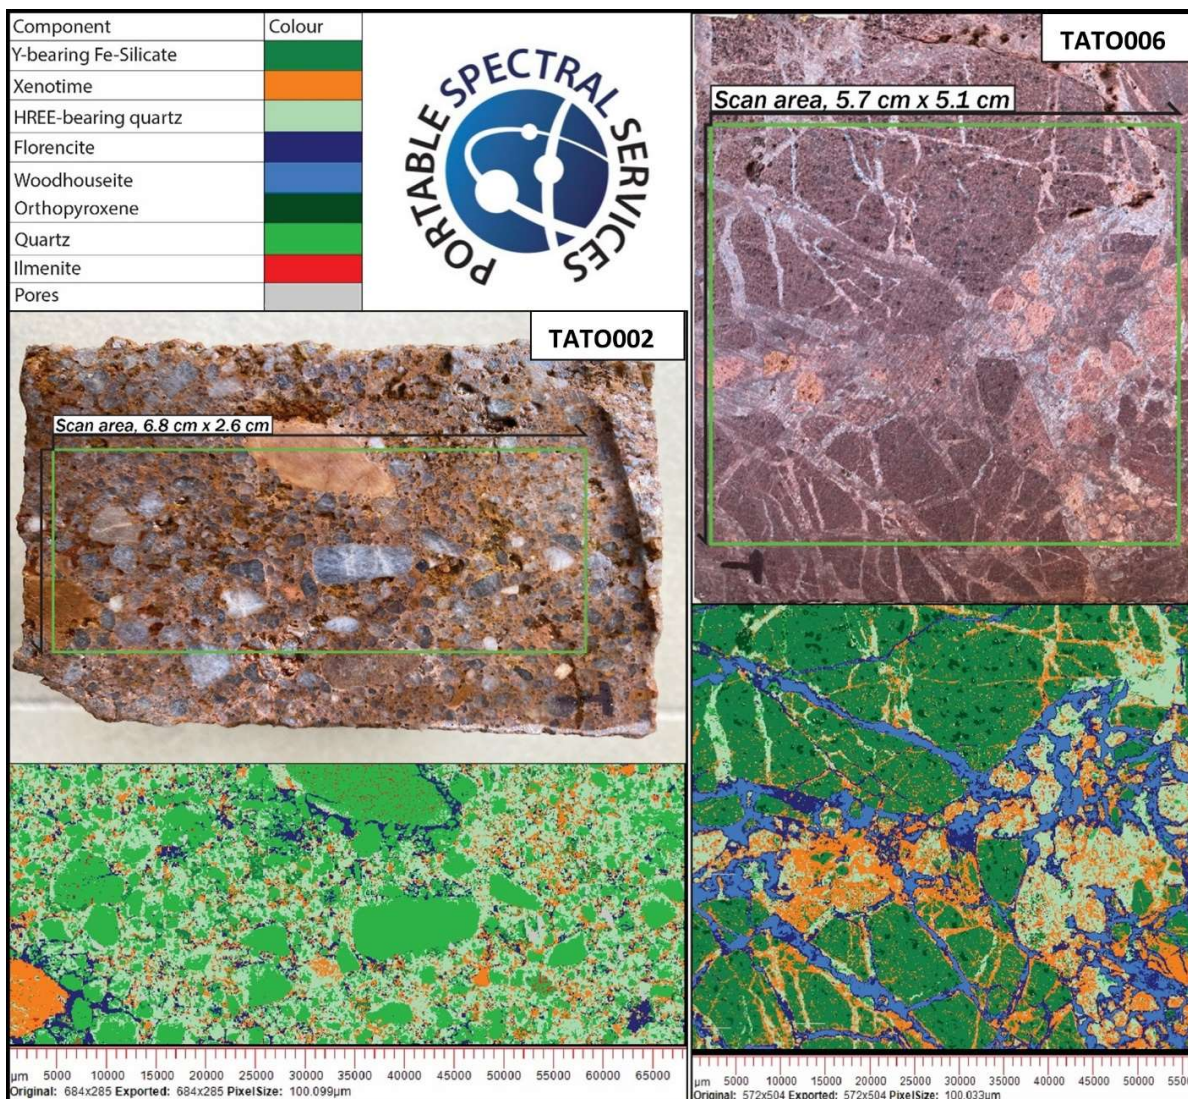 Component Colour
Y-bearing Fe-Silicate
Xenotime
HREE-bearing quartz
Florencite
Woodhouseite
Orthopyroxene
Quartz
Ilmenite
Pores
PORTABLE SPECTRAL SERVICES
TATO002
Scan area, 6.8 cm x 2.6 cm
µm 5000 10000 15000 20000 25000 30000 35000 40000 45000 50000 55000 60000 65000
Original: 684x285 Exported: 684x285 PixelSize: 100.099µm
TATO006
Scan area, 5.7 cm x 5.1 cm
µm 5000 10000 15000 20000 25000 30000 35000 40000 45000 50000 5500
Original: 572x504 Exported: 572x504 PixelSize: 100.033µm